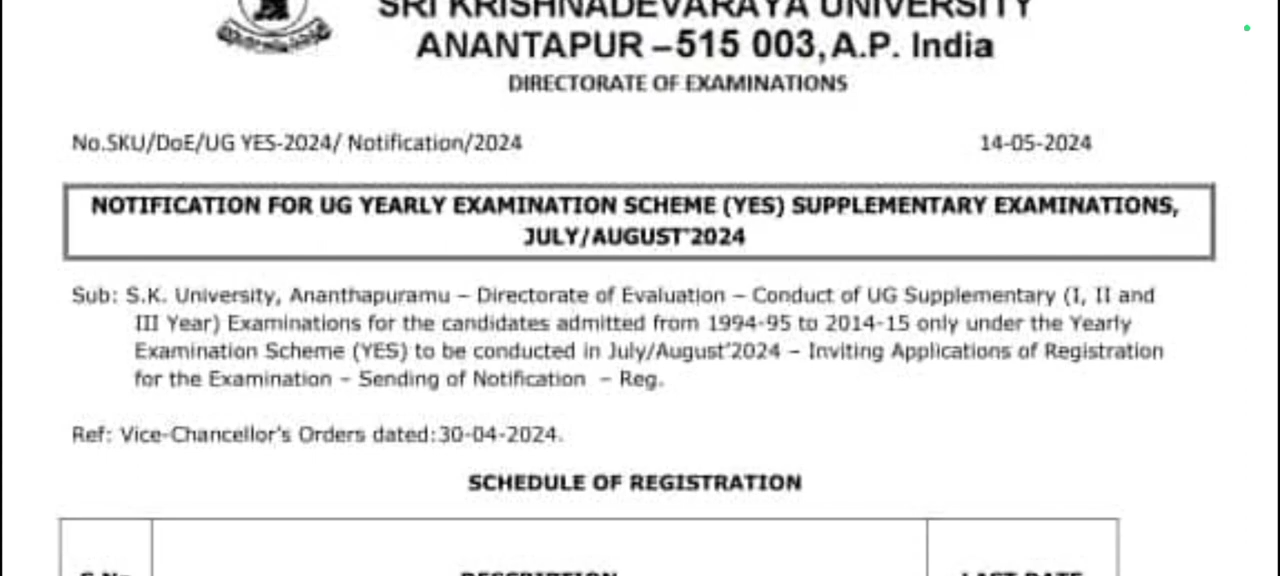 SRI KRISHNADEVARAYA UNIVERSITY
ANANTAPUR – 515 003, A.P. India
DIRECTORATE OF EXAMINATIONS
No.SKU/DoE/UG YES-2024/ Notification/2024 14-05-2024
NOTIFICATION FOR UG YEARLY EXAMINATION SCHEME (YES) SUPPLEMENTARY EXAMINATIONS,
JULY/AUGUST'2024
Sub: S.K. University, Ananthapuramu – Directorate of Evaluation – Conduct of UG Supplementary (I, II and
III Year) Examinations for the candidates admitted from 1994-95 to 2014-15 only under the Yearly
Examination Scheme (YES) to be conducted in July/August'2024 – Inviting Applications of Registration
for the Examination – Sending of Notification – Reg.
Ref: Vice-Chancellor's Orders dated:30-04-2024.
SCHEDULE OF REGISTRATION
S.No DESCRIPTION LAST DATE